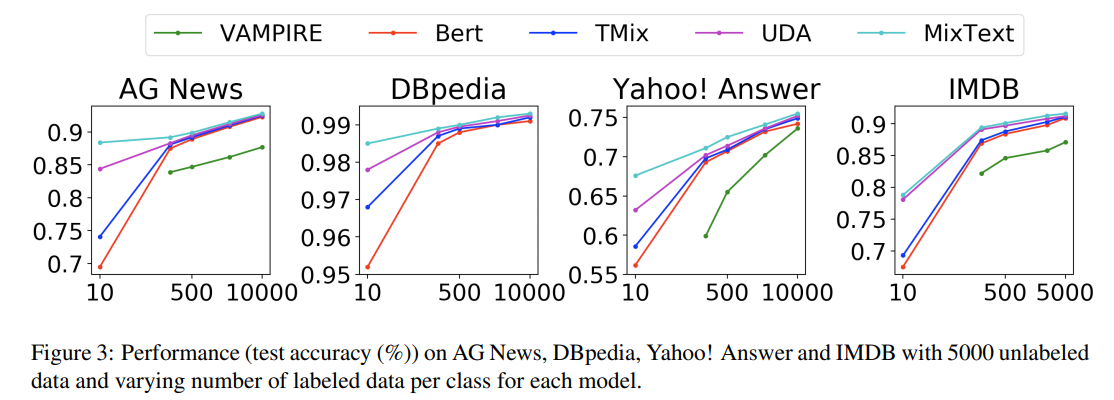 VAMPIRE Bert TMix UDA MixText
AG News DBpedia Yahoo! Answer IMDB
0.9
0.85
0.8
0.75
0.7
10 500 10000
0.99
0.98
0.97
0.96
0.95
10 500 10000
0.75
0.7
0.65
0.6
0.55
10 500 10000
0.9
0.85
0.8
0.75
0.7
10 500 5000
Figure 3: Performance (test accuracy (%)) on AG News, DBpedia, Yahoo! Answer and IMDB with 5000 unlabeled
data and varying number of labeled data per class for each model.